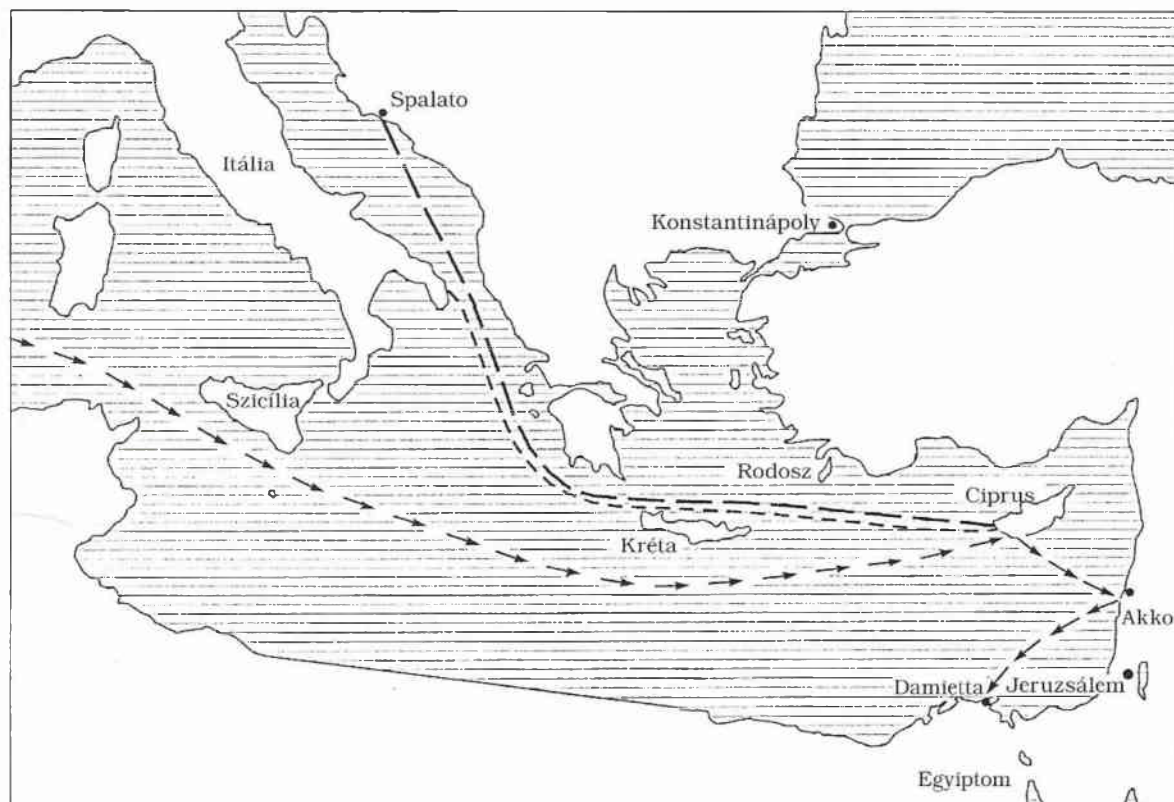 Spalato
Itália
Konstantinápoly
Szicília
Rodosz
Ciprus
Kréta
Akko
Damietta
Jeruzsálem
Egyiptom